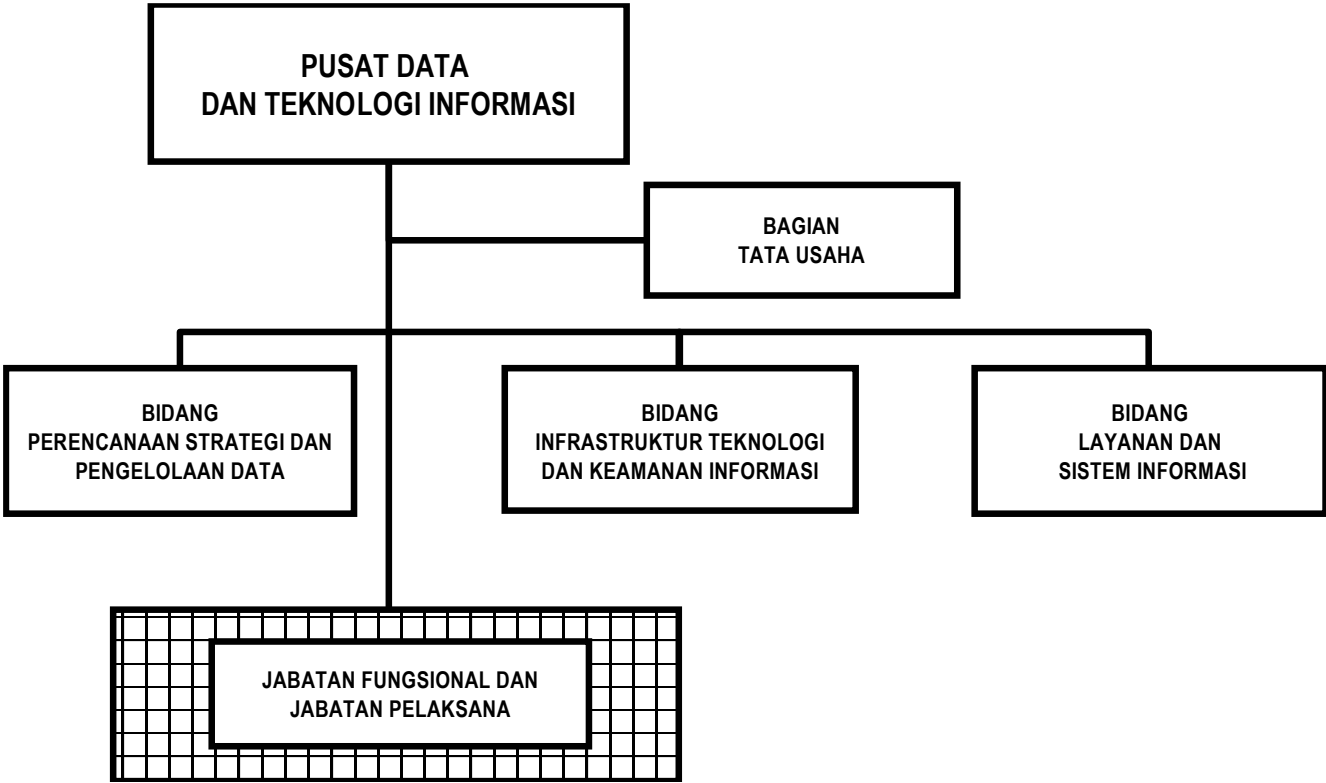 PUSAT DATA
DAN TEKNOLOGI INFORMASI
BAGIAN
TATA USAHA
BIDANG
PERENCANAAN STRATEGI DAN
PENGELOLAAN DATA
BIDANG
INFRASTRUKTUR TEKNOLOGI
DAN KEAMANAN INFORMASI
BIDANG
LAYANAN DAN
SISTEM INFORMASI
JABATAN FUNGSIONAL DAN
JABATAN PELAKSANA